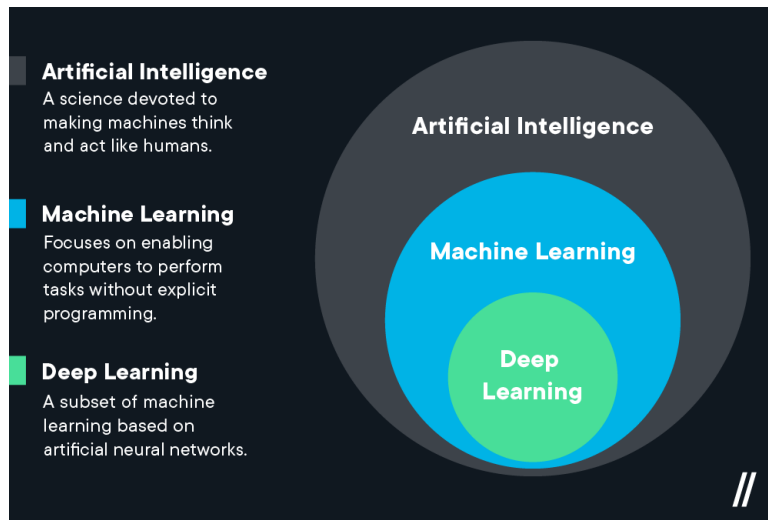 Artificial Intelligence
A science devoted to
making machines think
and act like humans.
Machine Learning
Focuses on enabling
computers to perform
tasks without explicit
programming.
Deep Learning
A subset of machine
learning based on
artificial neural networks.
Artificial Intelligence
Machine Learning
Deep
Learning
//